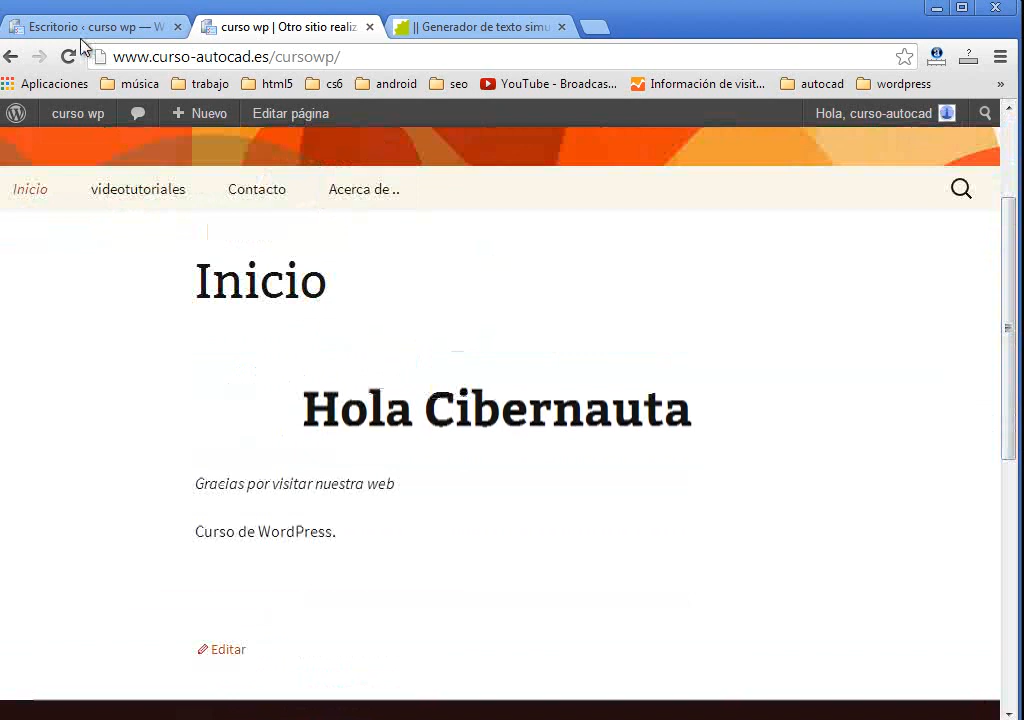 Escritorio ‹ curso wp — W
curso wp | Otro sitio realiz
|| Generador de texto simu
www.curso-autocad.es/cursowp/
Aplicaciones música trabajo html5 cs6 android seo YouTube - Broadcas... Información de visit... autocad wordpress »
curso wp + Nuevo Editar página Hola, curso-autocad
Inicio videotutoriales Contacto Acerca de ..
Inicio
Hola Cibernauta
Gracias por visitar nuestra web
Curso de WordPress.
Editar